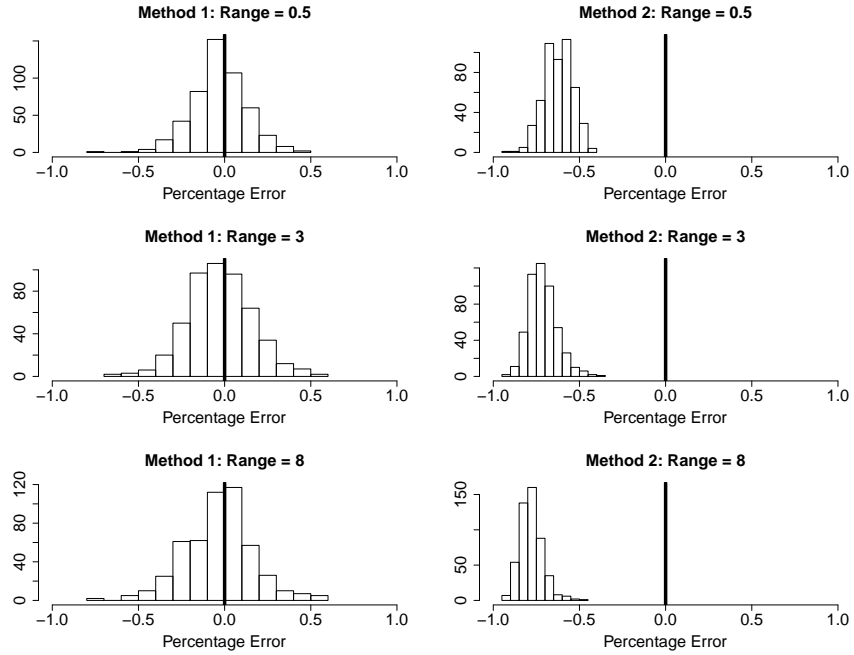 Method 1: Range = 0.5
0 50 100
−1.0 −0.5 0.0 0.5 1.0
Percentage Error
Method 2: Range = 0.5
0 40 80
−1.0 −0.5 0.0 0.5 1.0
Percentage Error
Method 1: Range = 3
0 40 80
−1.0 −0.5 0.0 0.5 1.0
Percentage Error
Method 2: Range = 3
0 40 80
−1.0 −0.5 0.0 0.5 1.0
Percentage Error
Method 1: Range = 8
0 40 80 120
−1.0 −0.5 0.0 0.5 1.0
Percentage Error
Method 2: Range = 8
0 50 150
−1.0 −0.5 0.0 0.5 1.0
Percentage Error